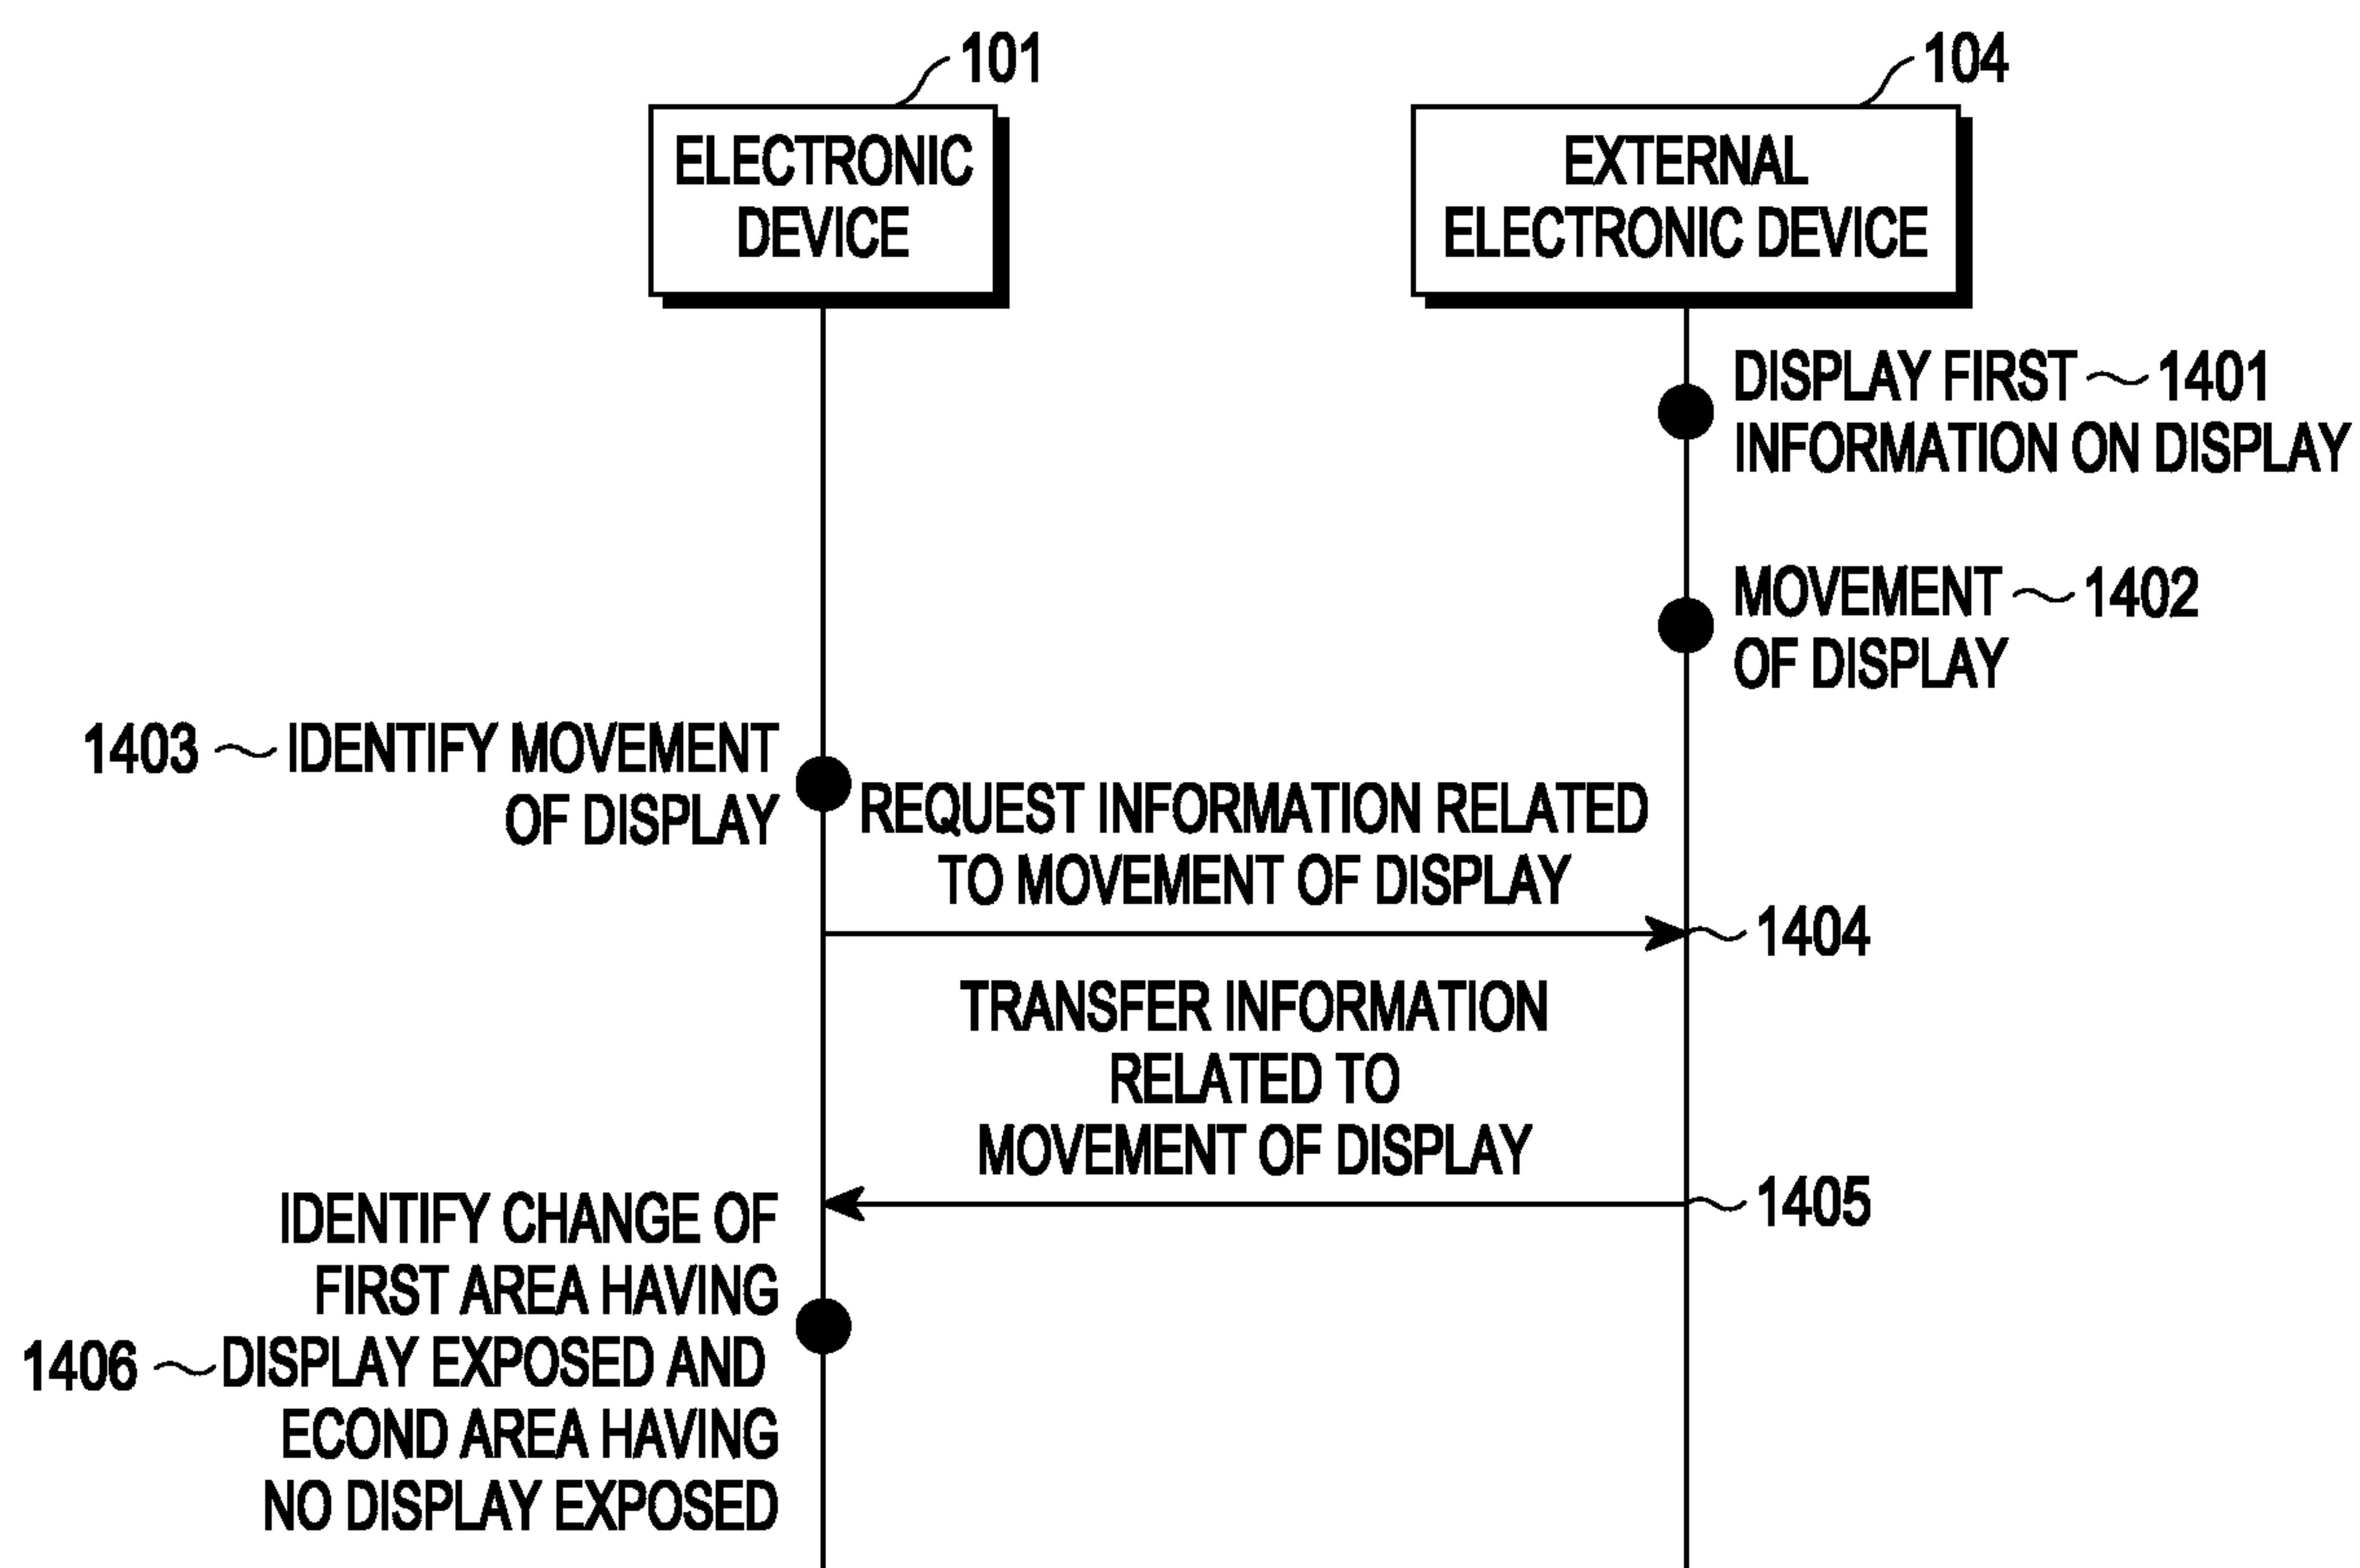 101
ELECTRONIC
DEVICE
104
EXTERNAL
ELECTRONIC DEVICE
DISPLAY FIRST 1401
INFORMATION ON DISPLAY
MOVEMENT 1402
OF DISPLAY
1403 IDENTIFY MOVEMENT
OF DISPLAY
REQUEST INFORMATION RELATED
TO MOVEMENT OF DISPLAY
1404
TRANSFER INFORMATION
RELATED TO
MOVEMENT OF DISPLAY
1405
IDENTIFY CHANGE OF
FIRST AREA HAVING
1406 DISPLAY EXPOSED AND
ECOND AREA HAVING
NO DISPLAY EXPOSED